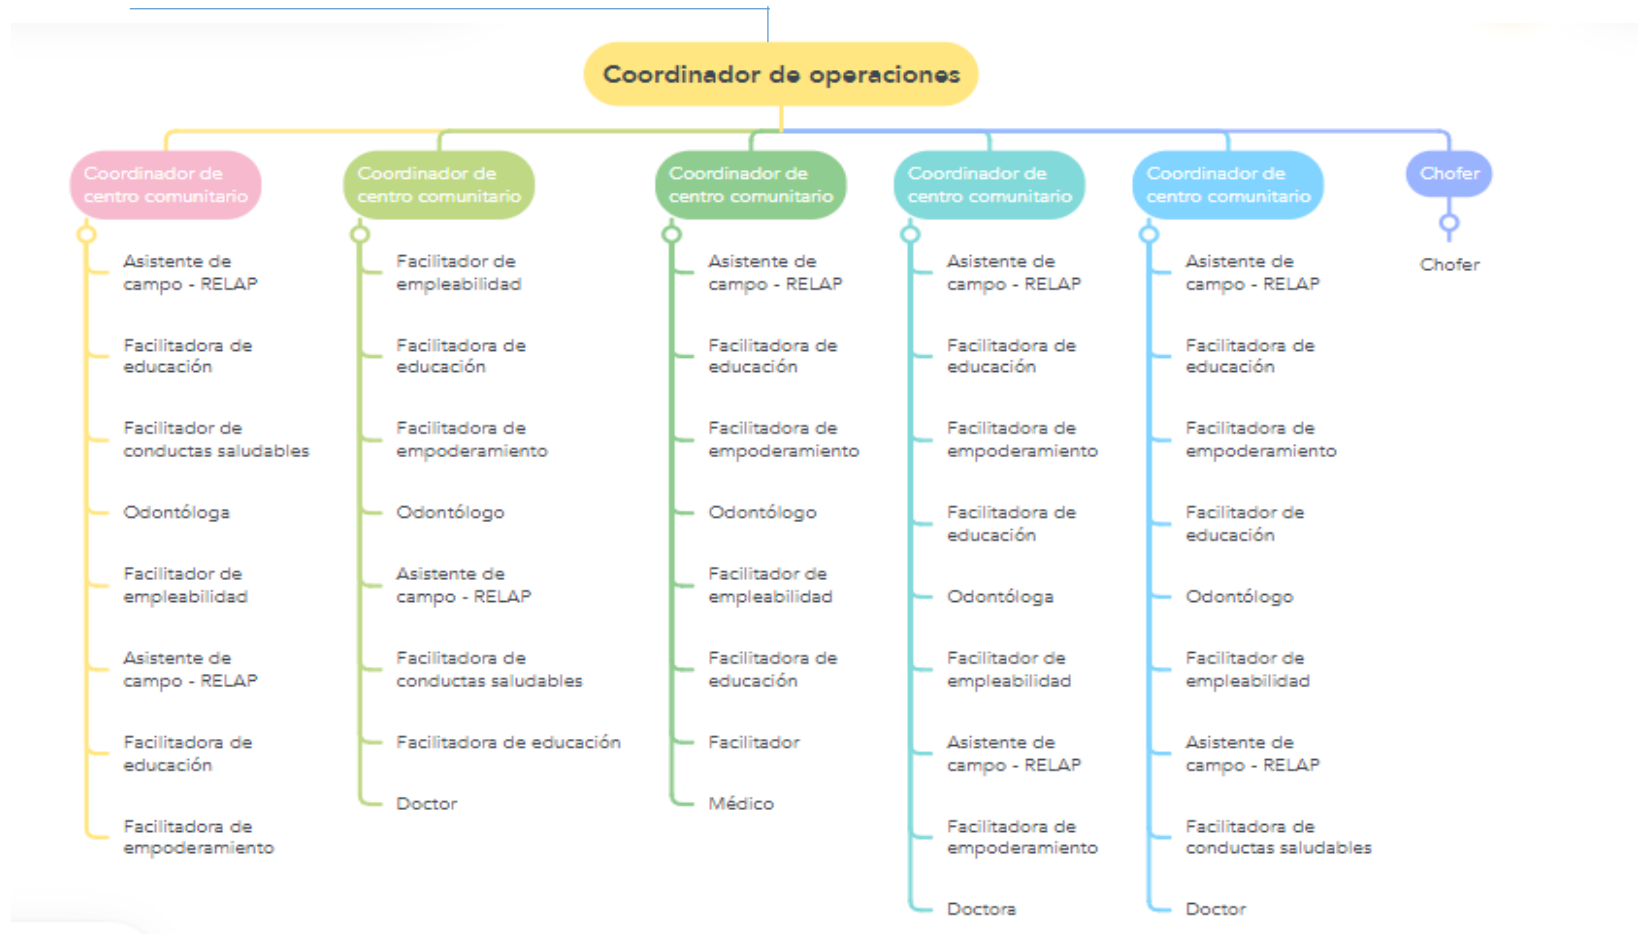 Coordinador de operaciones
Coordinador de
centro comunitario
Asistente de
campo - RELAP
Facilitadora de
educación
Facilitador de
conductas saludables
Odontóloga
Facilitador de
empleabilidad
Asistente de
campo - RELAP
Facilitadora de
educación
Facilitadora de
empoderamiento
Coordinador de
centro comunitario
Facilitador de
empleabilidad
Facilitadora de
educación
Facilitadora de
empoderamiento
Odontólogo
Asistente de
campo - RELAP
Facilitadora de
conductas saludables
Facilitadora de educación
Doctor
Coordinador de
centro comunitario
Asistente de
campo - RELAP
Facilitadora de
educación
Facilitadora de
empoderamiento
Odontólogo
Facilitador de
empleabilidad
Facilitadora de
educación
Facilitador
Médico
Coordinador de
centro comunitario
Asistente de
campo - RELAP
Facilitadora de
educación
Facilitadora de
empoderamiento
Facilitadora de
educación
Odontóloga
Facilitador de
empleabilidad
Asistente de
campo - RELAP
Facilitadora de
empoderamiento
Doctora
Coordinador de
centro comunitario
Asistente de
campo - RELAP
Facilitadora de
educación
Facilitadora de
empoderamiento
Facilitador de
educación
Odontólogo
Facilitador de
empleabilidad
Asistente de
campo - RELAP
Facilitadora de
conductas saludables
Doctor
Chofer
Chofer